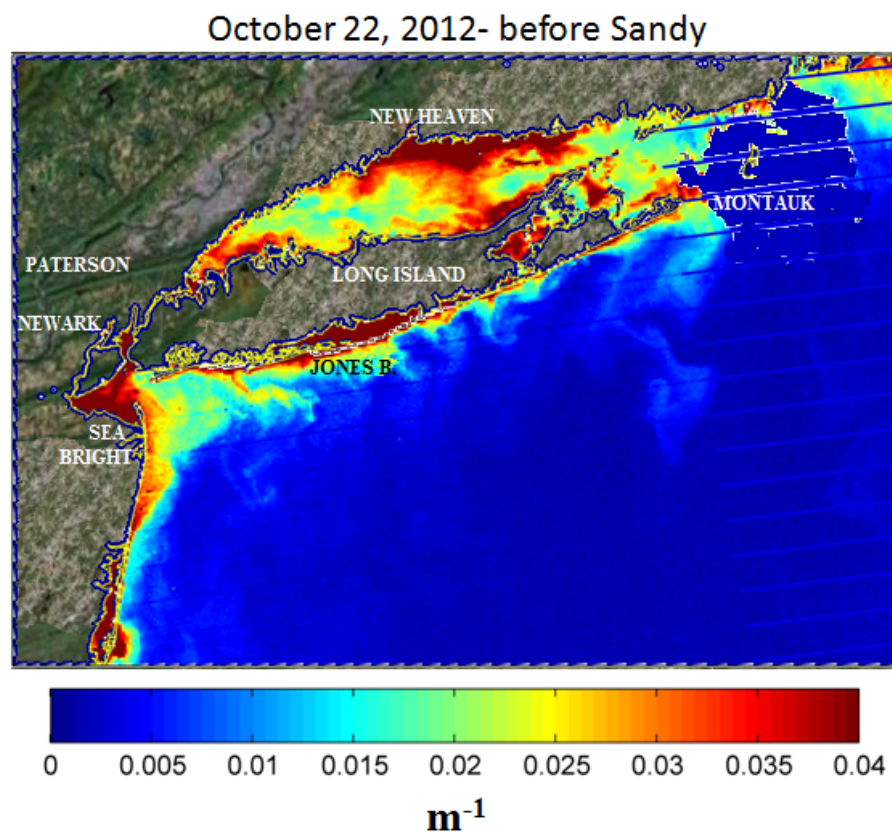 October 22, 2012- before Sandy
NEW HEAVEN
MONTAUK
PATERSON
LONG ISLAND
NEWARK
JONES B.
SEA
BRIGHT
0 0.005 0.01 0.015 0.02 0.025 0.03 0.035 0.04
m⁻¹